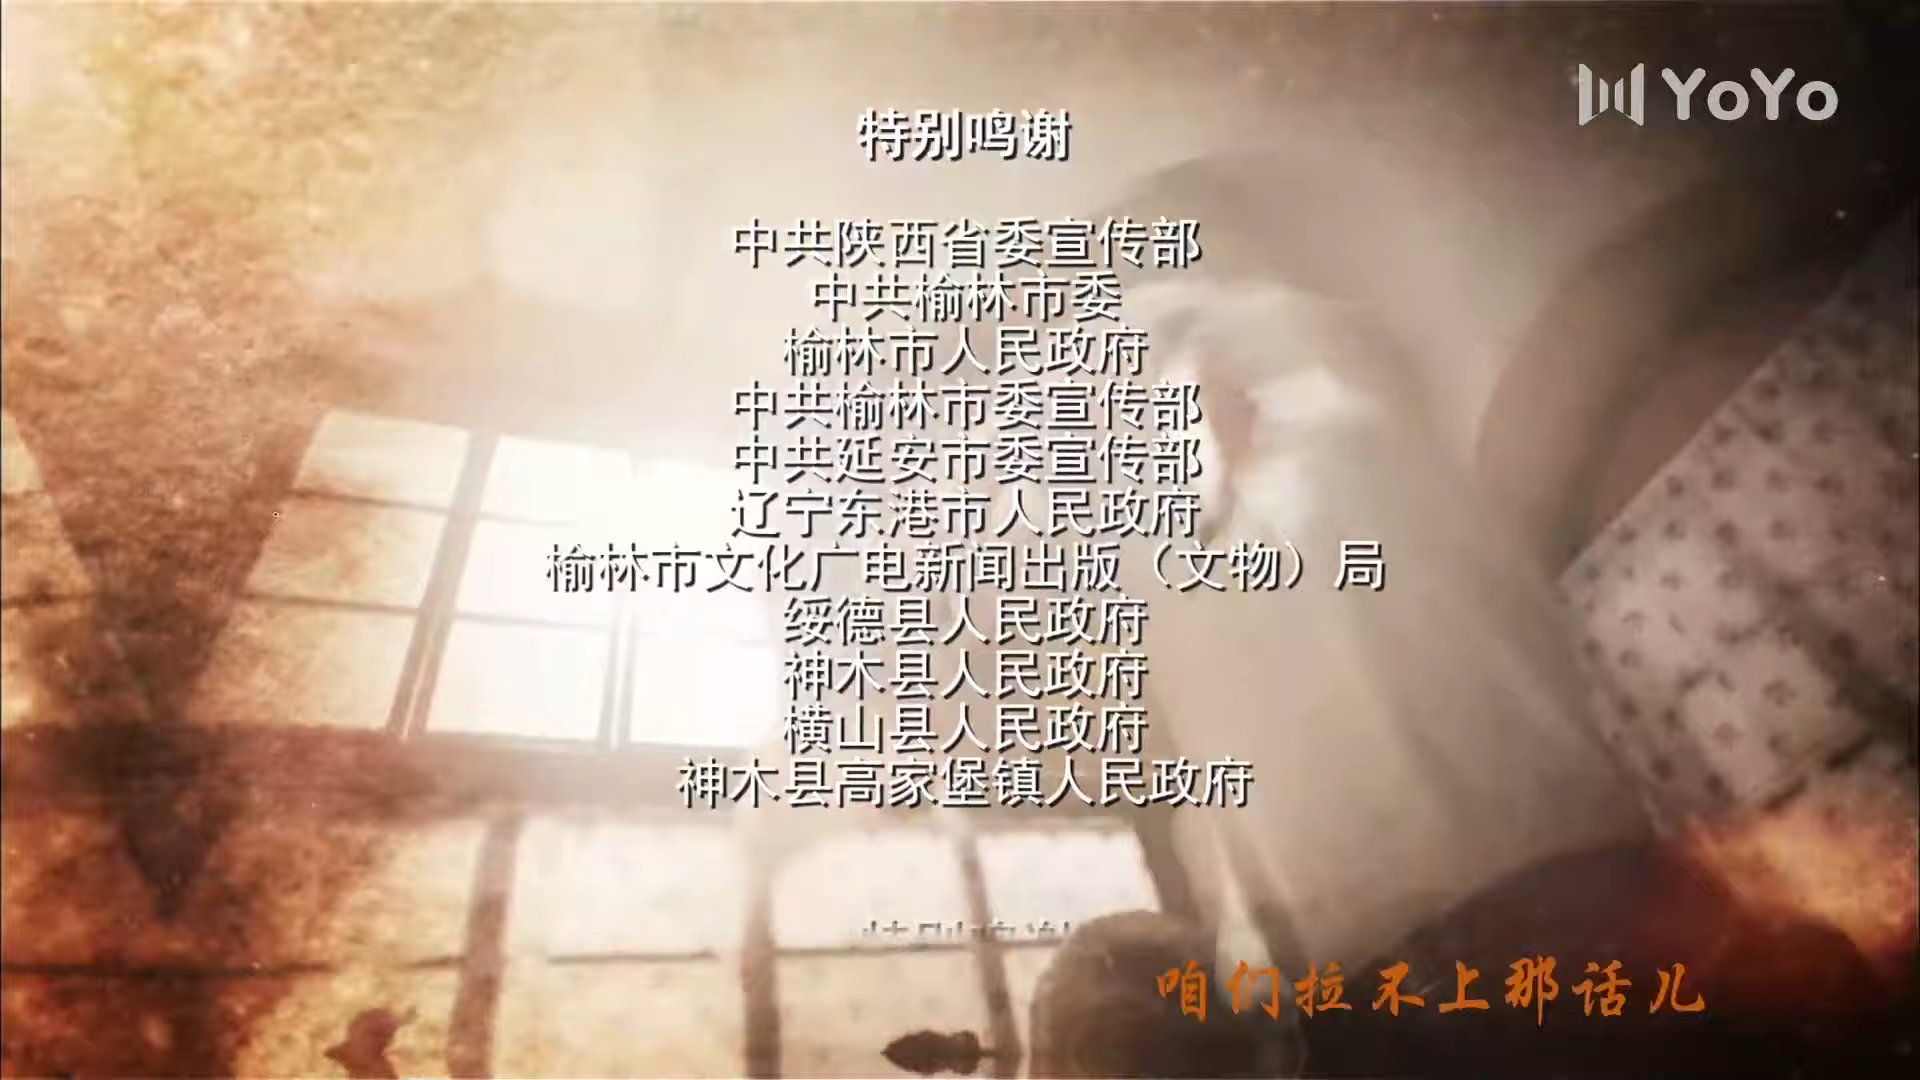 YoYo
特别鸣谢
中共陕西省委宣传部
中共榆林市委
榆林市人民政府
中共榆林市委宣传部
中共延安市委宣传部
辽宁东港市人民政府
榆林市文化广电新闻出版（文物）局
绥德县人民政府
神木县人民政府
横山县人民政府
神木县高家堡镇人民政府
咱们拉不上那话儿